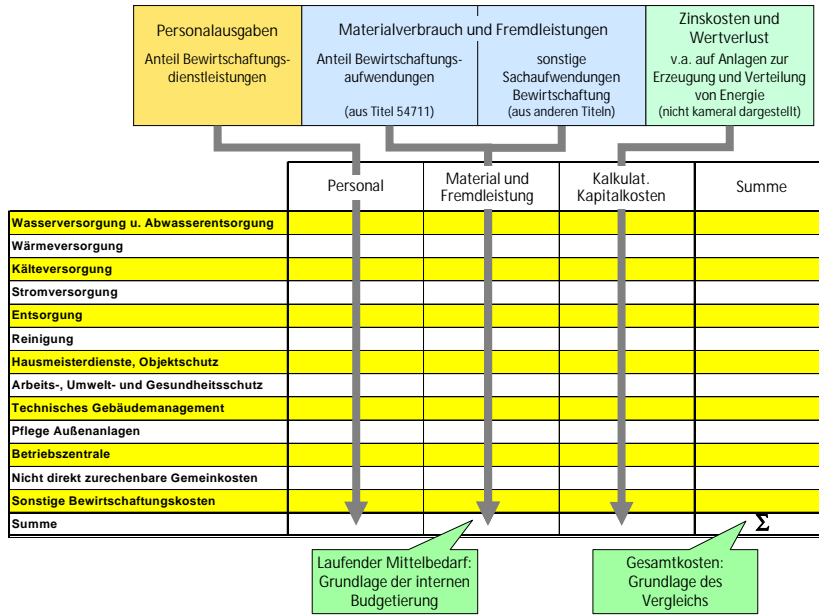 Personalausgaben
Anteil Bewirtschaftungs-
dienstleistungen
Materialverbrauch und Fremdleistungen
Anteil Bewirtschaftungs-
aufwendungen
(aus Titel 54711)
sonstige
Sachaufwendungen
Bewirtschaftung
(aus anderen Titeln)
Zinskosten und
Wertverlust
v.a. auf Anlagen zur
Erzeugung und Verteilung
von Energie
(nicht kameral dargestellt)
Personal
Material und
Fremdleistung
Kalkulat.
Kapitalkosten
Summe
Wasserversorgung u. Abwasserentsorgung
Wärmeversorgung
Kälteversorgung
Stromversorgung
Entsorgung
Reinigung
Hausmeisterdienste, Objektschutz
Arbeits-, Umwelt- und Gesundheitsschutz
Technisches Gebäudemanagement
Pflege Außenanlagen
Betriebszentrale
Nicht direkt zurechenbare Gemeinkosten
Sonstige Bewirtschaftungskosten
Summe
Σ
Laufender Mittelbedarf:
Grundlage der internen
Budgetierung
Gesamtkosten:
Grundlage des
Vergleichs